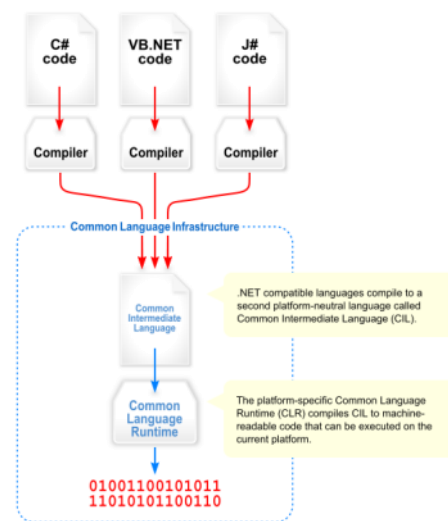 C#
code
VB.NET
code
J#
code
Compiler
Compiler
Compiler
Common Language Infrastructure
Common
Intermediate
Language
.NET compatible languages compile to a
second platform-neutral language called
Common Intermediate Language (CIL).
Common
Language
Runtime
The platform-specific Common Language
Runtime (CLR) compiles CIL to machine-
readable code that can be executed on the
current platform.
01001100101011
11010101100110